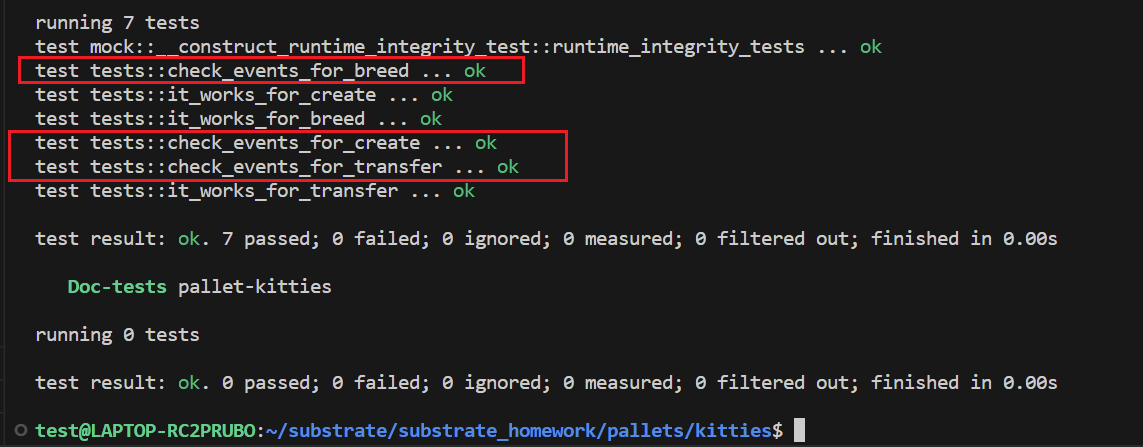 running 7 tests
test mock::__construct_runtime_integrity_test::runtime_integrity_tests ... ok
test tests::check_events_for_breed ... ok
test tests::it_works_for_create ... ok
test tests::it_works_for_breed ... ok
test tests::check_events_for_create ... ok
test tests::check_events_for_transfer ... ok
test tests::it_works_for_transfer ... ok
test result: ok. 7 passed; 0 failed; 0 ignored; 0 measured; 0 filtered out; finished in 0.00s
Doc-tests pallet-kitties
running 0 tests
test result: ok. 0 passed; 0 failed; 0 ignored; 0 measured; 0 filtered out; finished in 0.00s
test@LAPTOP-RC2PRUBO:~/substrate/substrate_homework/pallets/kitties$